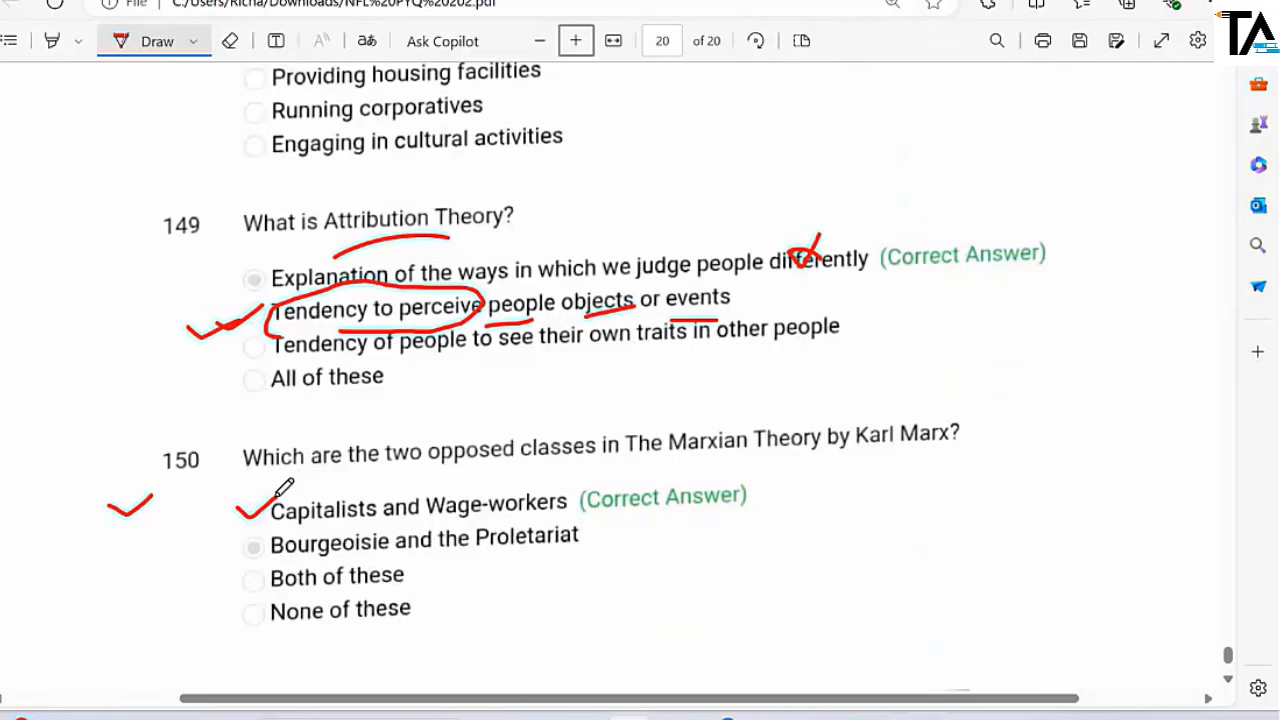 File
C:/Users/Richa/Downloads/NFL%20PYQ%202.pdf
Draw
Ask Copilot
20 of 20
TA
Providing housing facilities
Running corporatives
Engaging in cultural activities
149 What is Attribution Theory?
Explanation of the ways in which we judge people differently (Correct Answer)
Tendency to perceive people objects or events
Tendency of people to see their own traits in other people
All of these
150 Which are the two opposed classes in The Marxian Theory by Karl Marx?
Capitalists and Wage-workers (Correct Answer)
Bourgeoisie and the Proletariat
Both of these
None of these